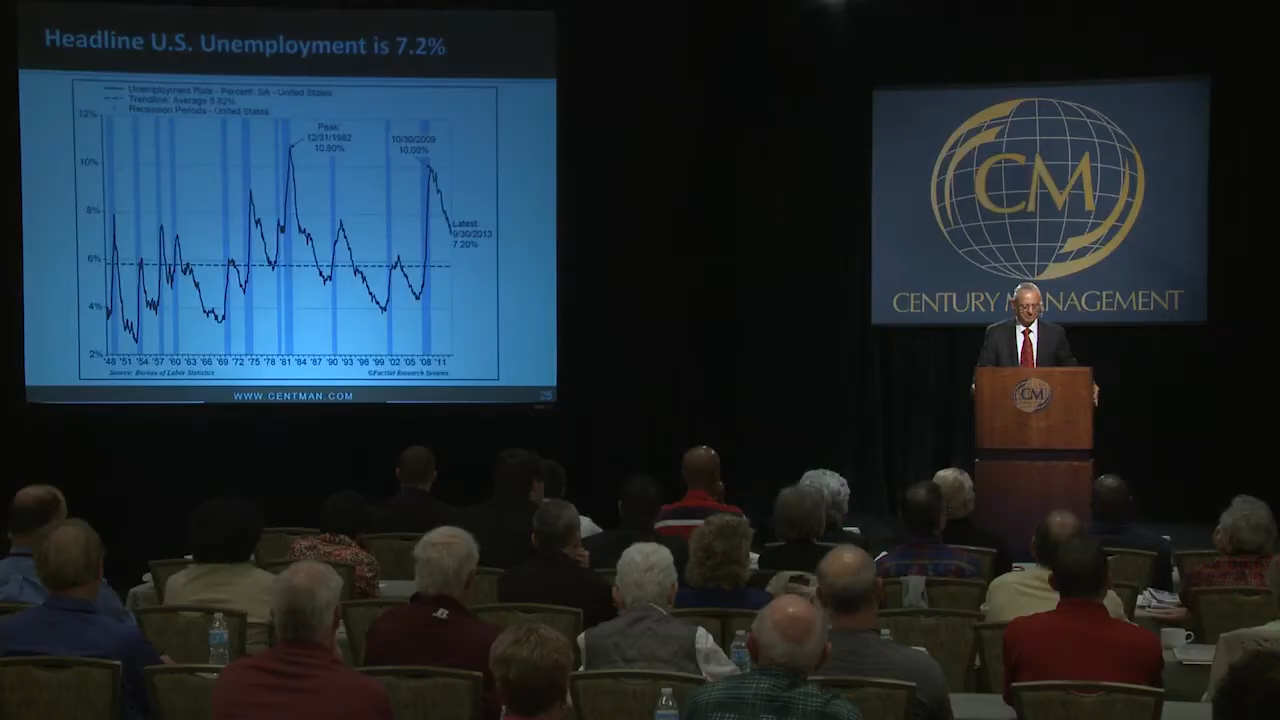 Headline U.S. Unemployment is 7.2%
Unemployment Rate - Percent: SA - United States
Trendline: Average 5.82%
Recession Periods - United States
12%
10%
8%
6%
4%
2%
Peak:
12/31/1982
10.80%
10/30/2009
10.00%
Latest:
9/30/2013
7.20%
'48 '51 '54 '57 '60 '63 '66 '69 '72 '75 '78 '81 '84 '87 '90 '93 '96 '99 '02 '05 '08 '11
Source: Bureau of Labor Statistics
©FactSet Research Systems
WWW.CENTMAN.COM
25
CM
CENTURY M NAGEMENT
CM